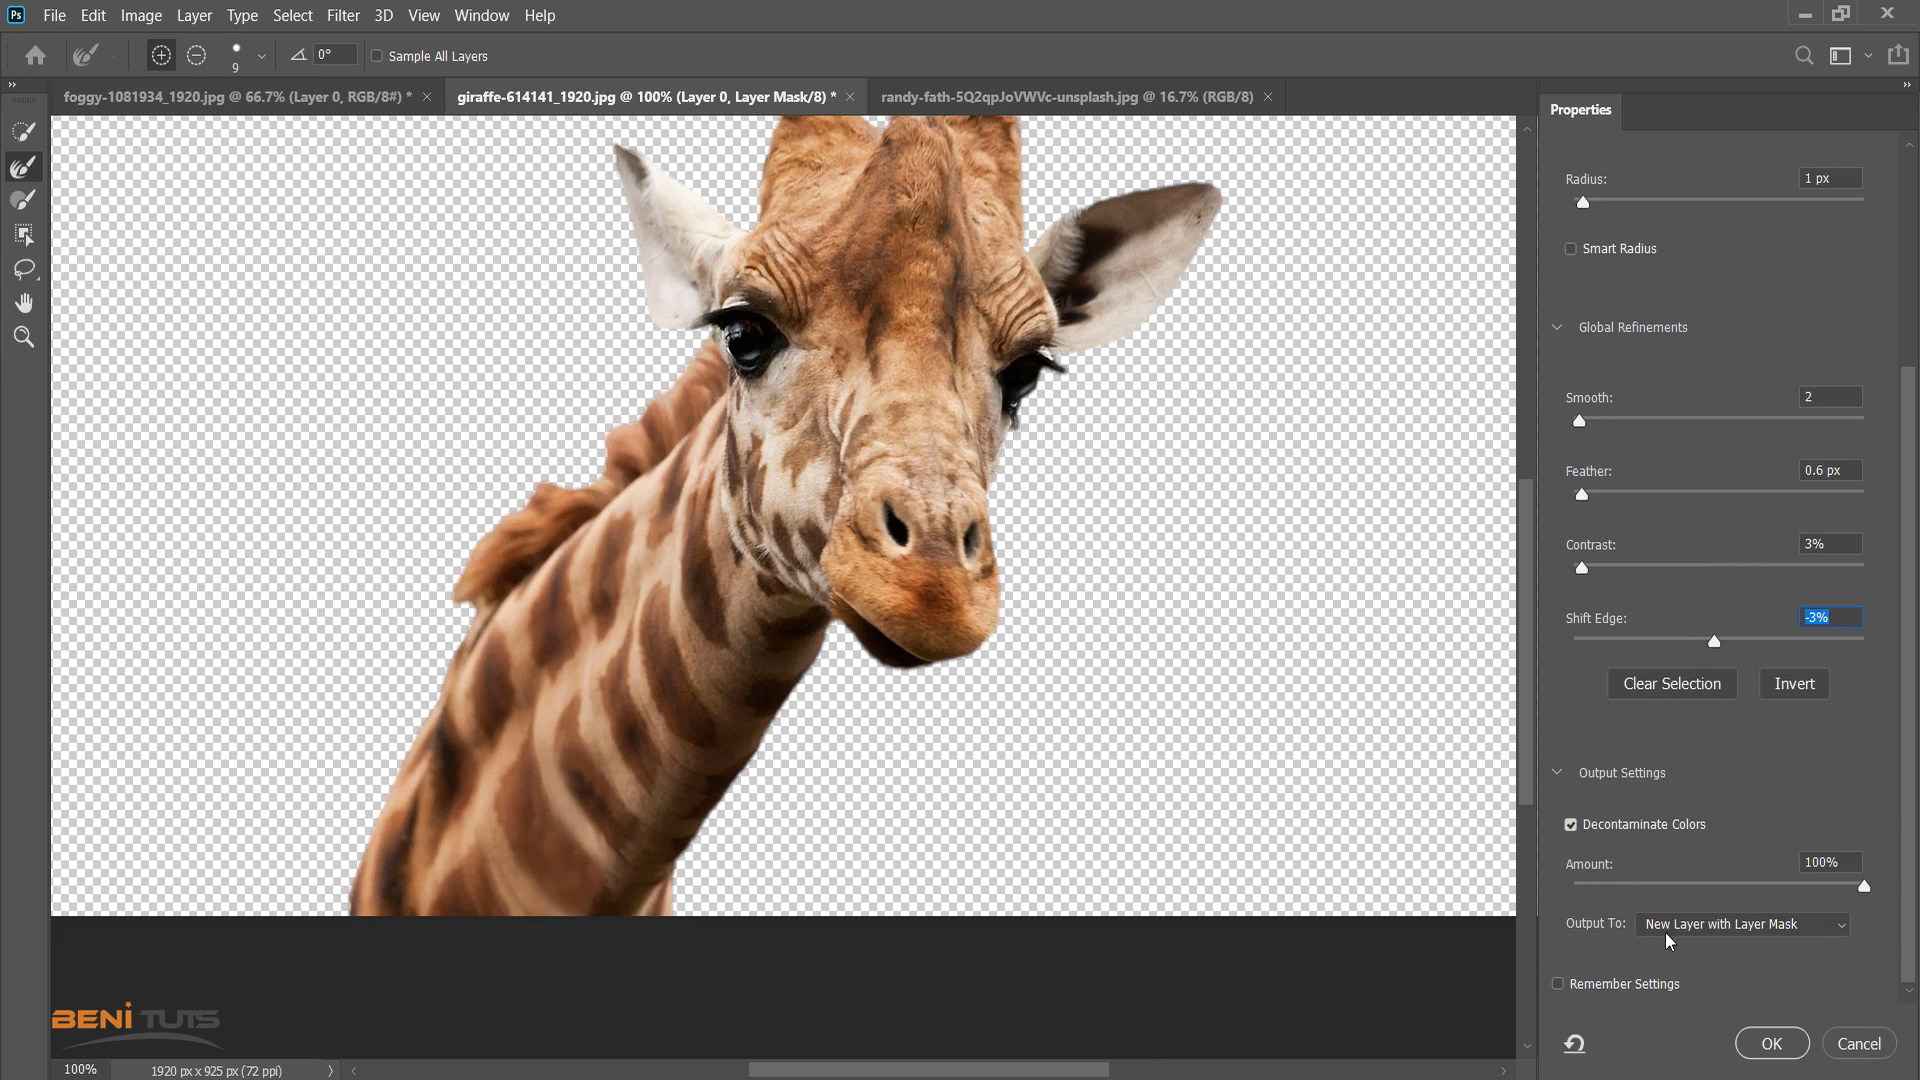 Ps File Edit Image Layer Type Select Filter 3D View Window Help
9 0° Sample All Layers
foggy-1081934_1920.jpg @ 66.7% (Layer 0, RGB/8#) *
giraffe-614141_1920.jpg @ 100% (Layer 0, Layer Mask/8) *
randy-fath-5Q2qpJoVWVc-unsplash.jpg @ 16.7% (RGB/8)
Properties
Radius: 1 px
Smart Radius
Global Refinements
Smooth: 2
Feather: 0.6 px
Contrast: 3%
Shift Edge: -3%
Clear Selection Invert
Output Settings
Decontaminate Colors
Amount: 100%
Output To: New Layer with Layer Mask
Remember Settings
OK Cancel
BENi TUTS
100% 1920 px x 925 px (72 ppi)